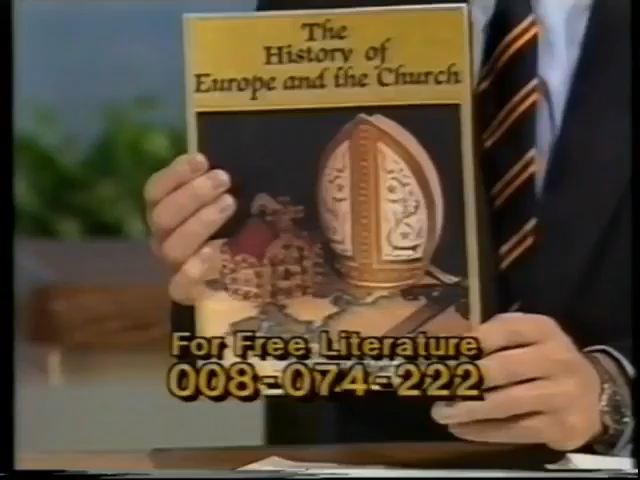 The
History of
Europe and the Church
For Free Literature
008-074-222